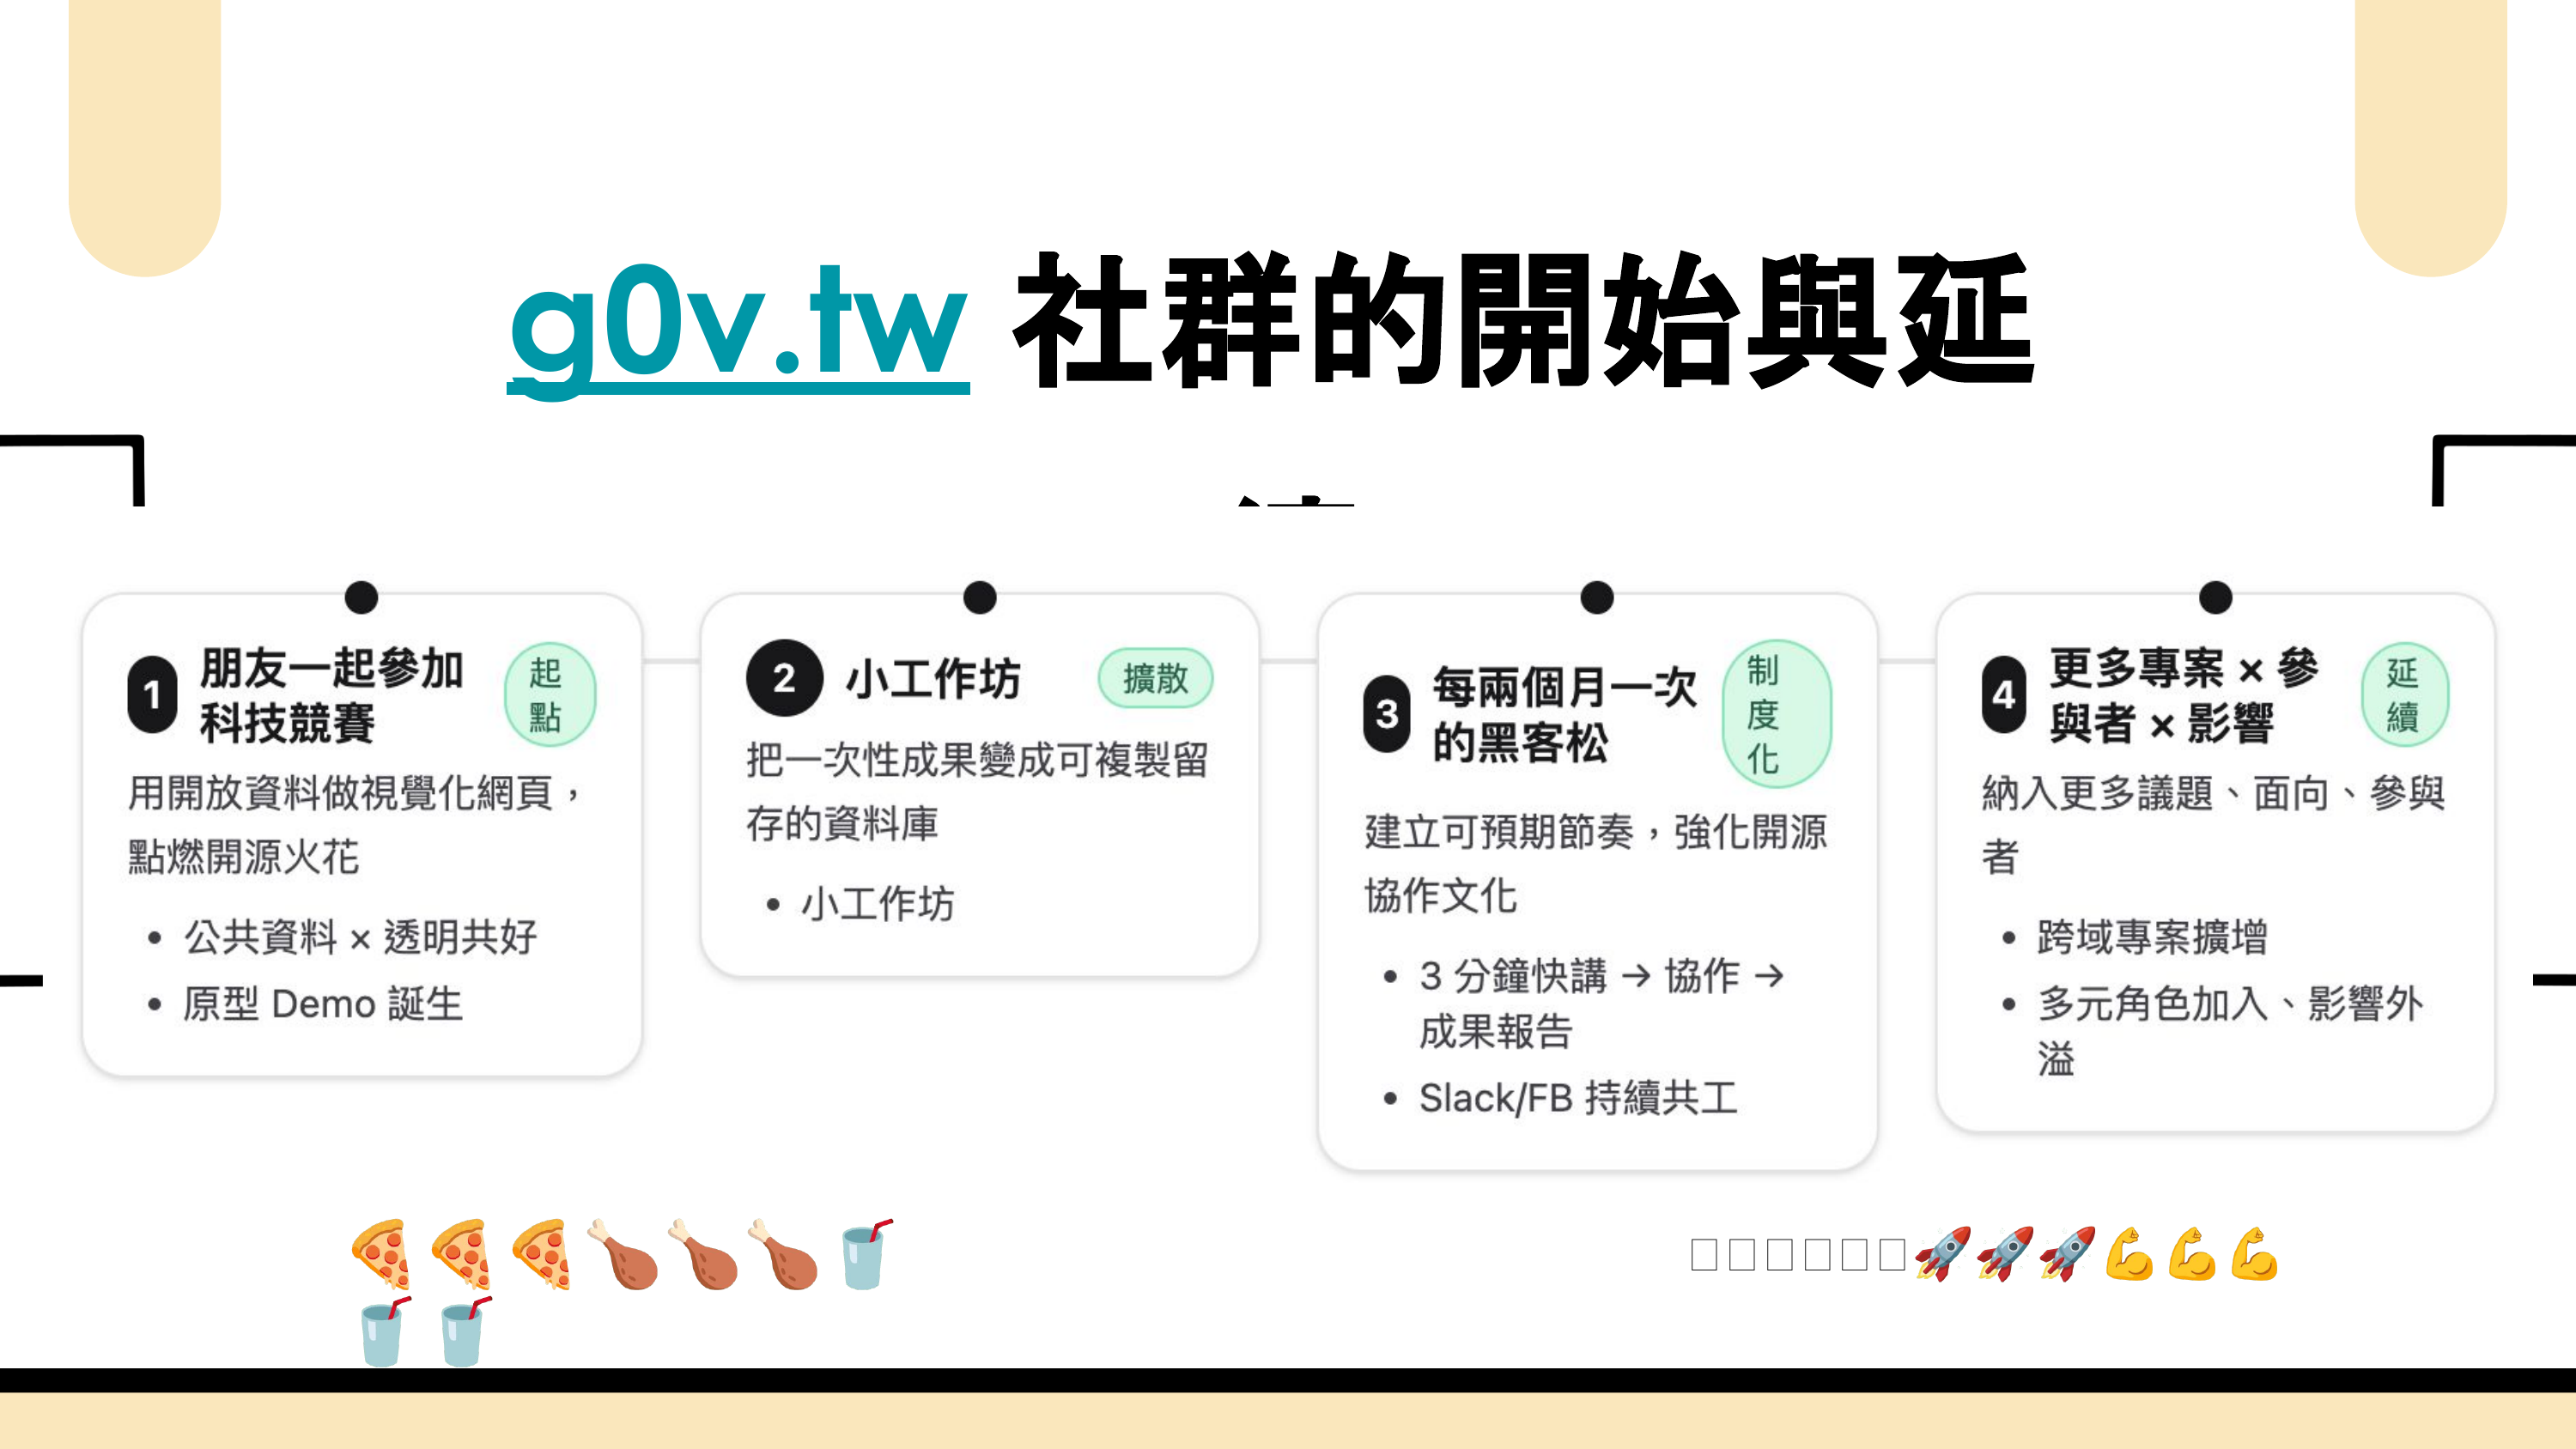 g0v.tw 社群的開始與延
1 朋友一起參加
科技競賽
起
點
用開放資料做視覺化網頁，
點燃開源火花
• 公共資料 × 透明共好
• 原型 Demo 誕生
2 小工作坊 擴散
把一次性成果變成可複製留
存的資料庫
• 小工作坊
3 每兩個月一次
的黑客松
制
度
化
建立可預期節奏，強化開源
協作文化
• 3 分鐘快講 → 協作 →
成果報告
• Slack/FB 持續共工
4 更多專案 × 參
與者 × 影響
延
續
納入更多議題、面向、參與
者
• 跨域專案擴增
• 多元角色加入、影響外
溢